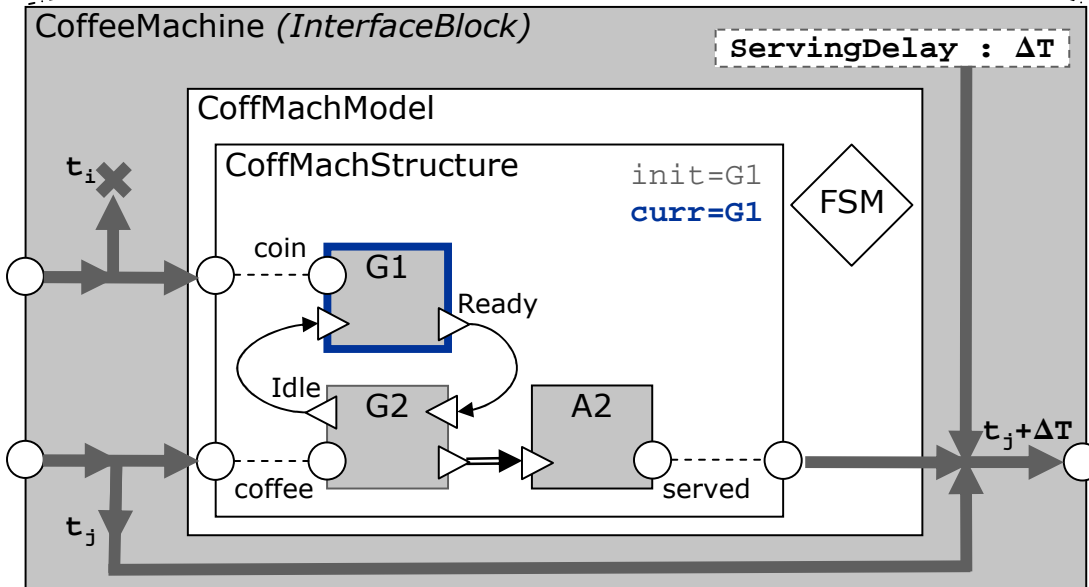 CoffeeMachine (InterfaceBlock)
ServingDelay : ΔT
CoffMachModel
CoffMachStructure
init=G1
curr=G1
FSM
tᵢ
coin
G1
Ready
Idle
G2
A2
tⱼ+ΔT
coffee
served
tⱼ